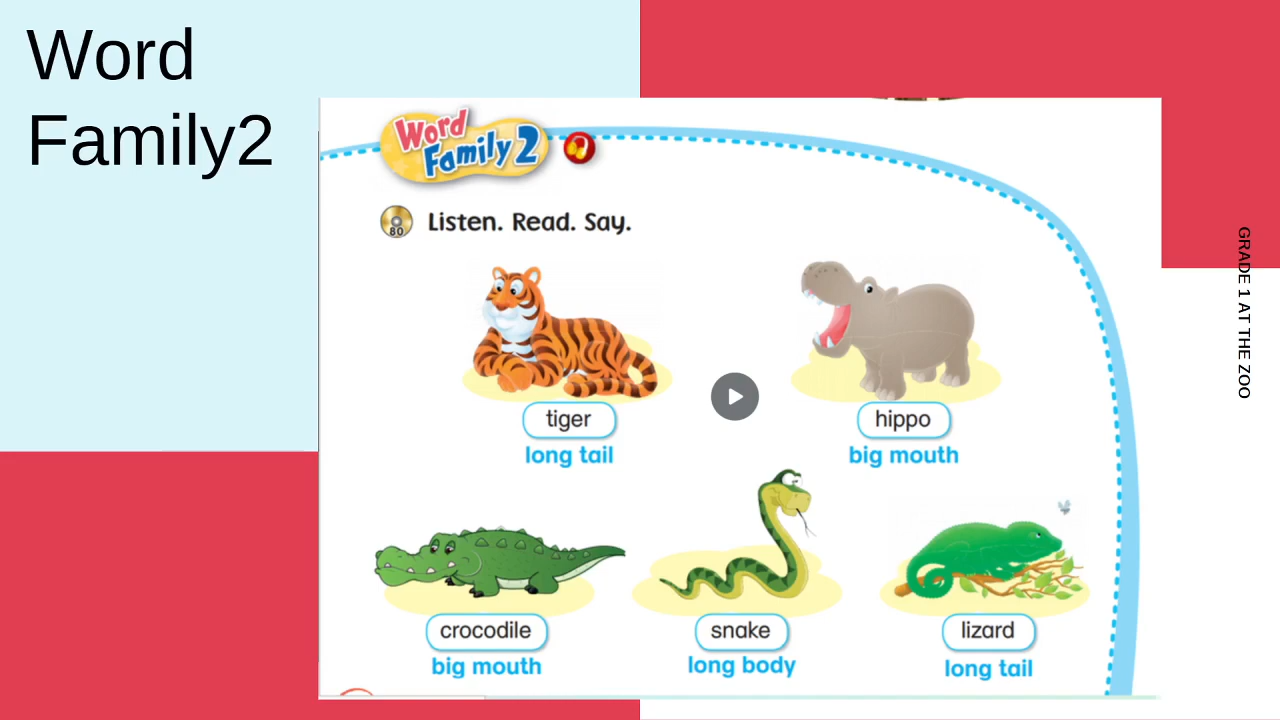 Word
Family2
Word
Family 2
80
Listen. Read. Say.
tiger
long tail
hippo
big mouth
crocodile
big mouth
snake
long body
lizard
long tail
GRADE 1 AT THE ZOO